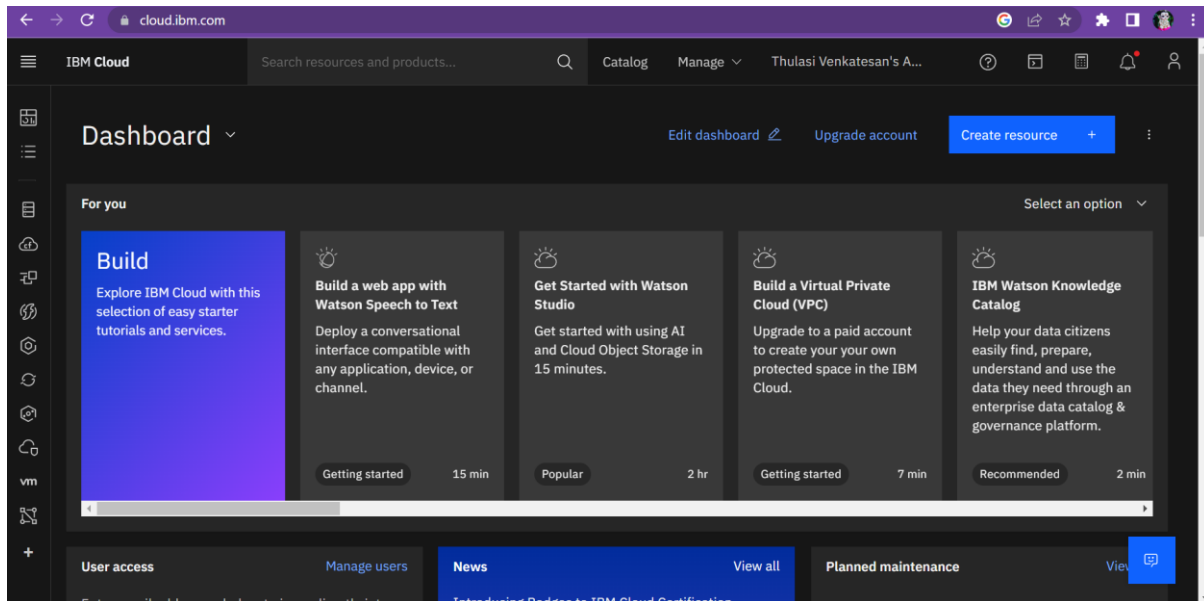 cloud.ibm.com
IBM Cloud
Search resources and products...
Catalog
Manage
Thulasi Venkatesan's A...
Dashboard
Edit dashboard
Upgrade account
Create resource +
For you
Select an option
Build
Explore IBM Cloud with this
selection of easy starter
tutorials and services.
Build a web app with
Watson Speech to Text
Deploy a conversational
interface compatible with
any application, device, or
channel.
Getting started
15 min
Get Started with Watson
Studio
Get started with using AI
and Cloud Object Storage in
15 minutes.
Popular
2 hr
Build a Virtual Private
Cloud (VPC)
Upgrade to a paid account
to create your your own
protected space in the IBM
Cloud.
Getting started
7 min
IBM Watson Knowledge
Catalog
Help your data citizens
easily find, prepare,
understand and use the
data they need through an
enterprise data catalog &
governance platform.
Recommended
2 min
vm
User access
Manage users
News
View all
Planned maintenance
Introducing Badges to IBM Cloud Certification